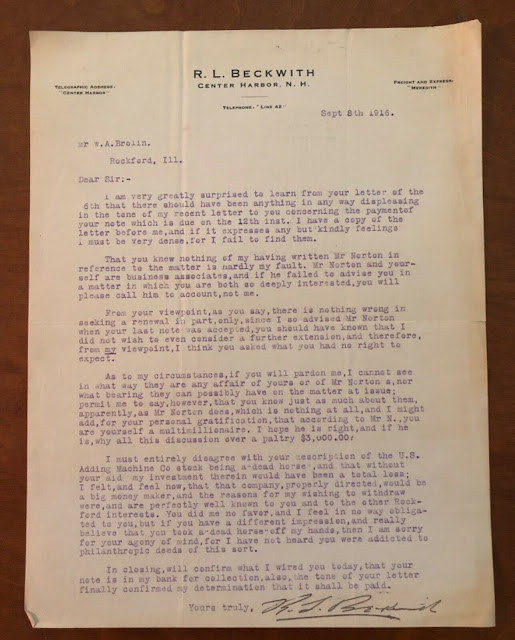 R. L. BECKWITH
CENTER HARBOR, N. H.
TELEGRAPHIC ADDRESS:
"CENTER HARBOR"
FREIGHT AND EXPRESS:
"MEREDITH"
TELEPHONE: "LINE 42"
Sept 8th 1916.
Mr W.A.Brolin.
Rockford, Ill.
Dear Sir:-
I am very greatly surprised to learn from your letter of the
6th that there should have been anything in any way displeasing
in the tone of my recent letter to you concerning the paymentof
your note which is due on the 12th inst. I have a copy of the
letter before me,and if it expresses any but kindly feelings
I must be very dense,for I fail to find them.
That you knew nothing of my having written Mr Norton in
reference to the matter is hardly my fault. Mr Norton and your-
self are business associates,and if he failed to advise you in
a matter in which you are both so deeply interested,you will
please call him to account,not me.
From your viewpoint,as you,say,there is nothing wrong in
seeking a renewal in part,only,since I so advised Mr Norton
when your last note was accepted,you should have known that I
did not wish to even consider a further extension,and therefore,
from my viewpoint,I think you asked what you had no right to
expect.
As to my circumstances,if you will pardon me,I cannot see
in what way they are any affair of yours or of Mr Norton's,nor
what bearing they can possibly have on the matter at issue;
permit me to say,however,that you know just as much about them,
apparently,as Mr Norton does,which is nothing at all,and I might
add,for your personal gratification,that according to Mr N.,you
are yourself a multimillionaire. I hope he is right,and if he
is,why all this discussion over a paltry $3,000.00?
I must entirely disagree with your description of the U.S.
Adding Machine Co stock being a dead horse,and that without
your aid my investment therein would have been a total loss;
I felt,and feel now,that company,properly directed,would be
a big money maker,and the reasons for my wishing to withdraw
were,and are perfectly well known to you and to the other Rock-
ford interests. You did me no favor,and I feel in no way obliga-
ted to you,but if you have a different impression,and really
believe that you took a dead horse off my hands,then I am sorry
for your agony of mind,for I have not heard you were addicted to
philanthropic deeds of this sort.
In closing,will confirm what I wired you today,that your
note is in my bank for collection,also,the tone of your letter
finally confirmed my determination that it shall be paid.
Yours truly, R. L. Beckwith